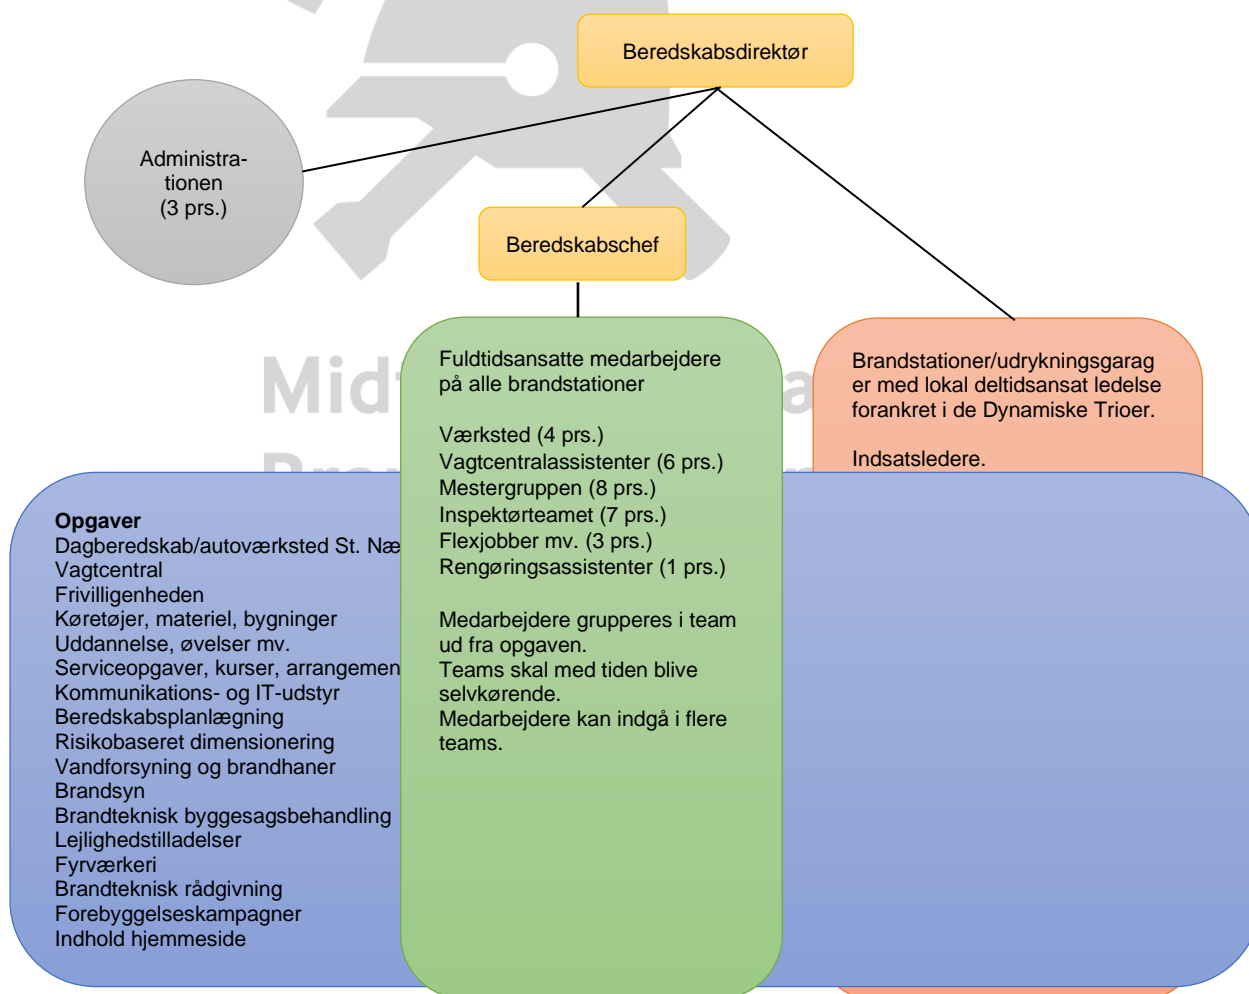 Beredskabsdirektør
Administra-
tionen
(3 prs.)
Beredskabschef
Fuldtidsansatte medarbejdere
på alle brandstationer
Værksted (4 prs.)
Vagtcentralassistenter (6 prs.)
Mestergruppen (8 prs.)
Inspektørteamet (7 prs.)
Flexjobber mv. (3 prs.)
Rengøringsassistenter (1 prs.)
Medarbejdere grupperes i team
ud fra opgaven.
Teams skal med tiden blive
selvkørende.
Medarbejdere kan indgå i flere
teams.
Brandstationer/udrykningsgarag
er med lokal deltidsansat ledelse
forankret i de Dynamiske Trioer.
Indsatsledere.
Opgaver
Dagberedskab/autoværksted St. Næ
Vagtcentral
Frivilligenheden
Køretøjer, materiel, bygninger
Uddannelse, øvelser mv.
Serviceopgaver, kurser, arrangemen
Kommunikations- og IT-udstyr
Beredskabsplanlægning
Risikobaseret dimensionering
Vandforsyning og brandhaner
Brandsyn
Brandteknisk byggesagsbehandling
Lejlighedstilladelser
Fyrværkeri
Brandteknisk rådgivning
Forebyggelseskampagner
Indhold hjemmeside